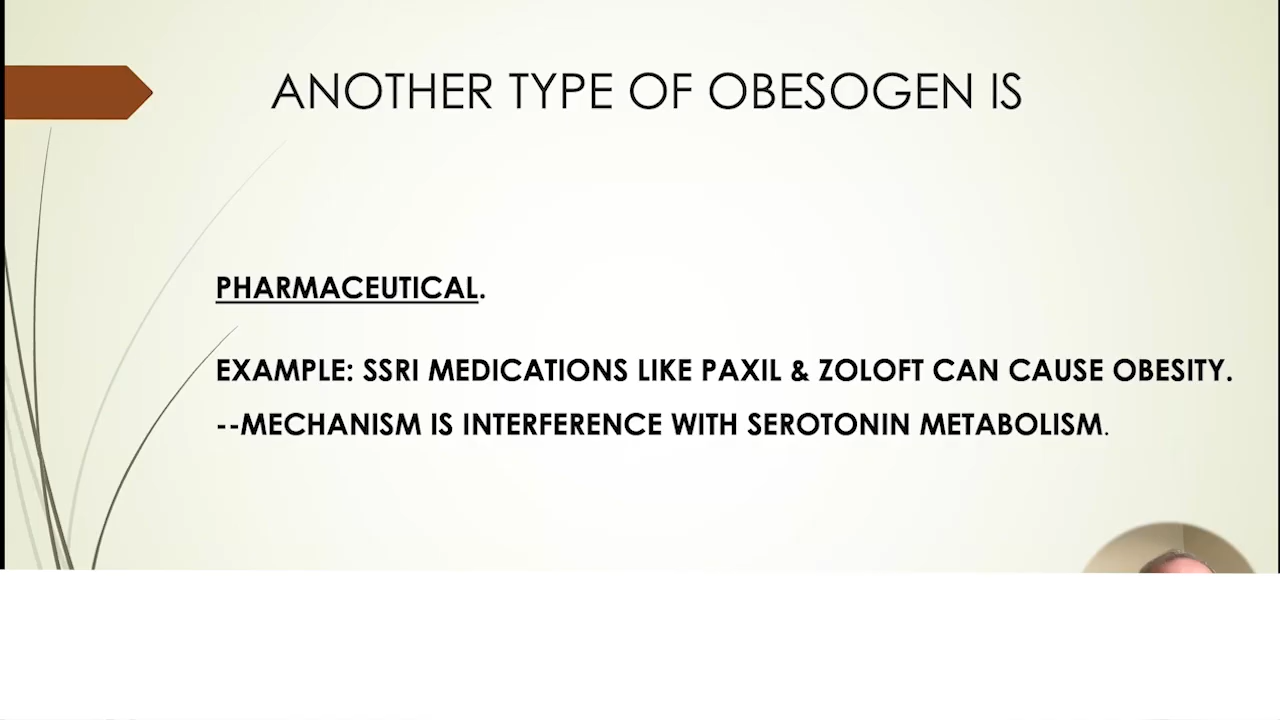 ANOTHER TYPE OF OBESOGEN IS
PHARMACEUTICAL.
EXAMPLE: SSRI MEDICATIONS LIKE PAXIL & ZOLOFT CAN CAUSE OBESITY.
--MECHANISM IS INTERFERENCE WITH SEROTONIN METABOLISM.